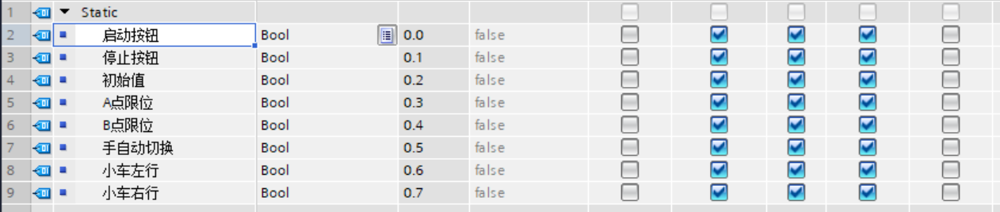 1 Static
2 启动按钮 Bool 0.0 false
3 停止按钮 Bool 0.1 false
4 初始值 Bool 0.2 false
5 A点限位 Bool 0.3 false
6 B点限位 Bool 0.4 false
7 手自动切换 Bool 0.5 false
8 小车左行 Bool 0.6 false
9 小车右行 Bool 0.7 false